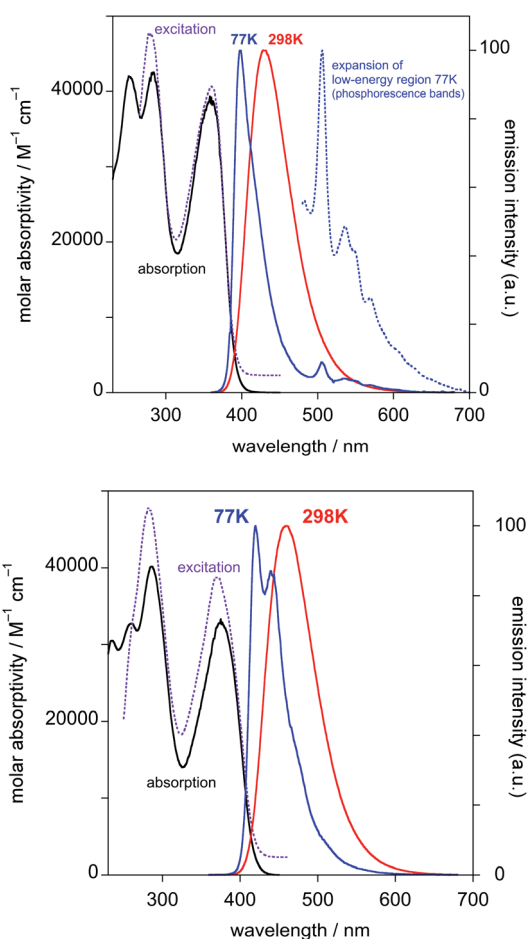 excitation
77K 298K
expansion of
low-energy region 77K
(phosphorescence bands)
absorption
40000
20000
0
100
0
300 400 500 600 700
wavelength / nm
molar absorptivity / M⁻¹ cm⁻¹
emission intensity (a.u.)
77K 298K
excitation
absorption
40000
20000
0
100
0
300 400 500 600 700
wavelength / nm
molar absorptivity / M⁻¹ cm⁻¹
emission intensity (a.u.)